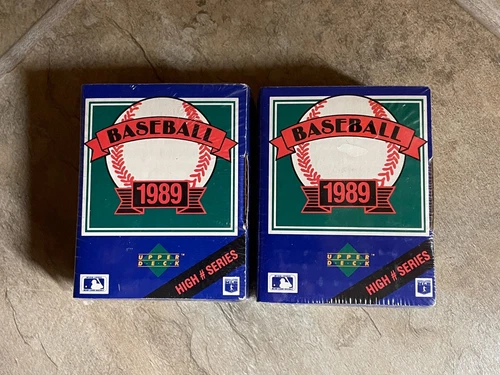 BASEBALL
1989
UPPER
DECK
HIGH # SERIES
BASEBALL
1989
UPPER
DECK
HIGH # SERIES